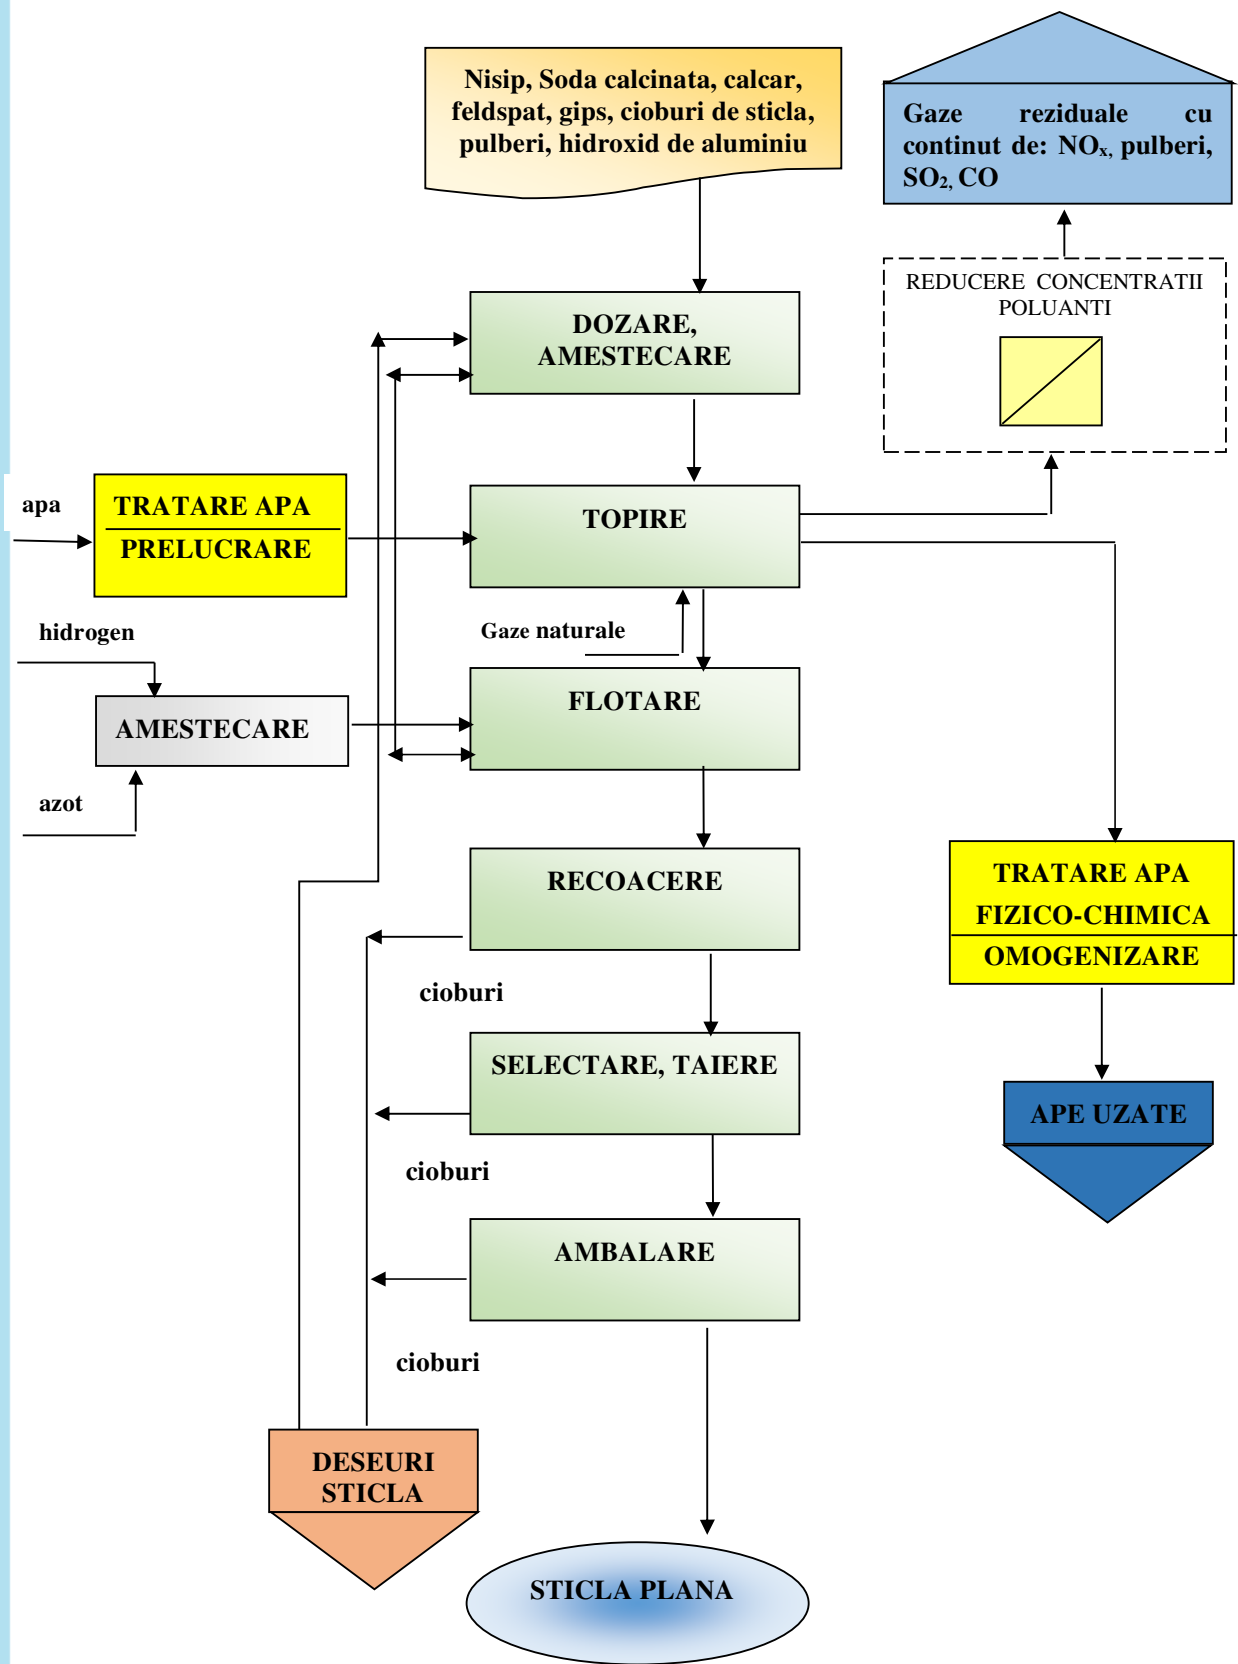 Nisip, Soda calcinata, calcar,
feldspat, gips, cioburi de sticla,
pulberi, hidroxid de aluminiu
Gaze reziduale cu
continut de: NOx, pulberi,
SO2, CO
REDUCERE CONCENTRATII
POLUANTI
DOZARE,
AMESTECARE
apa
TRATARE APA
PRELUCRARE
TOPIRE
hidrogen
Gaze naturale
AMESTECARE
FLOTARE
azot
RECOACERE
TRATARE APA
FIZICO-CHIMICA
OMOGENIZARE
cioburi
SELECTARE, TAIERE
APE UZATE
cioburi
AMBALARE
cioburi
DESEURI
STICLA
STICLA PLANA